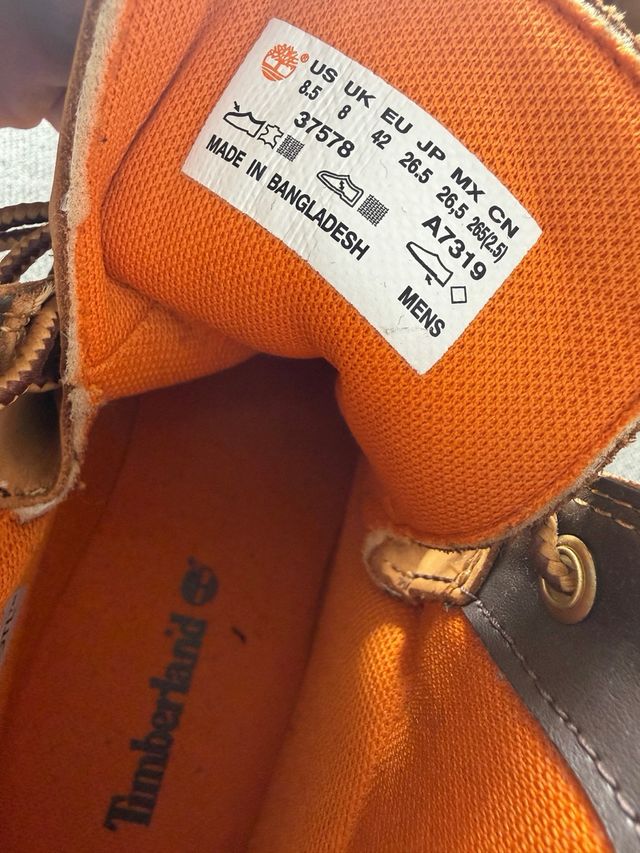 ® US UK EU JP MX CN
8.5 8 42 26.5 26,5 265(2.5)
37578 A7319
MADE IN BANGLADESH MENS
Timberland